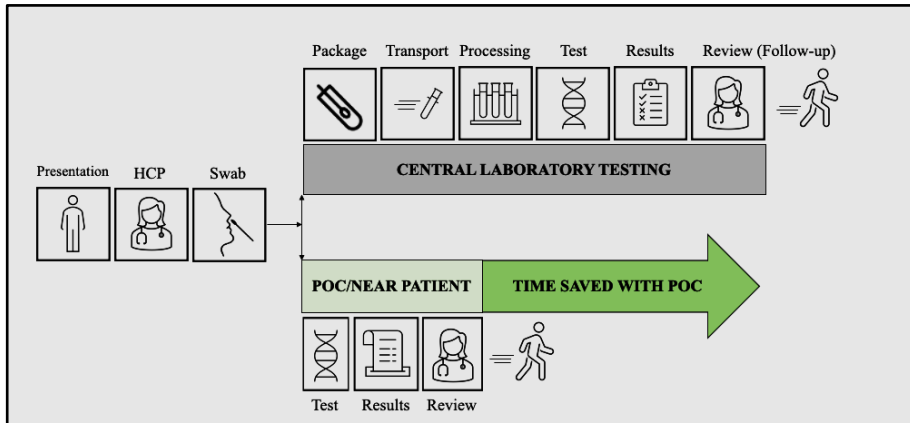 Package Transport Processing Test Results Review (Follow-up)
CENTRAL LABORATORY TESTING
Presentation HCP Swab
POC/NEAR PATIENT TIME SAVED WITH POC
Test Results Review